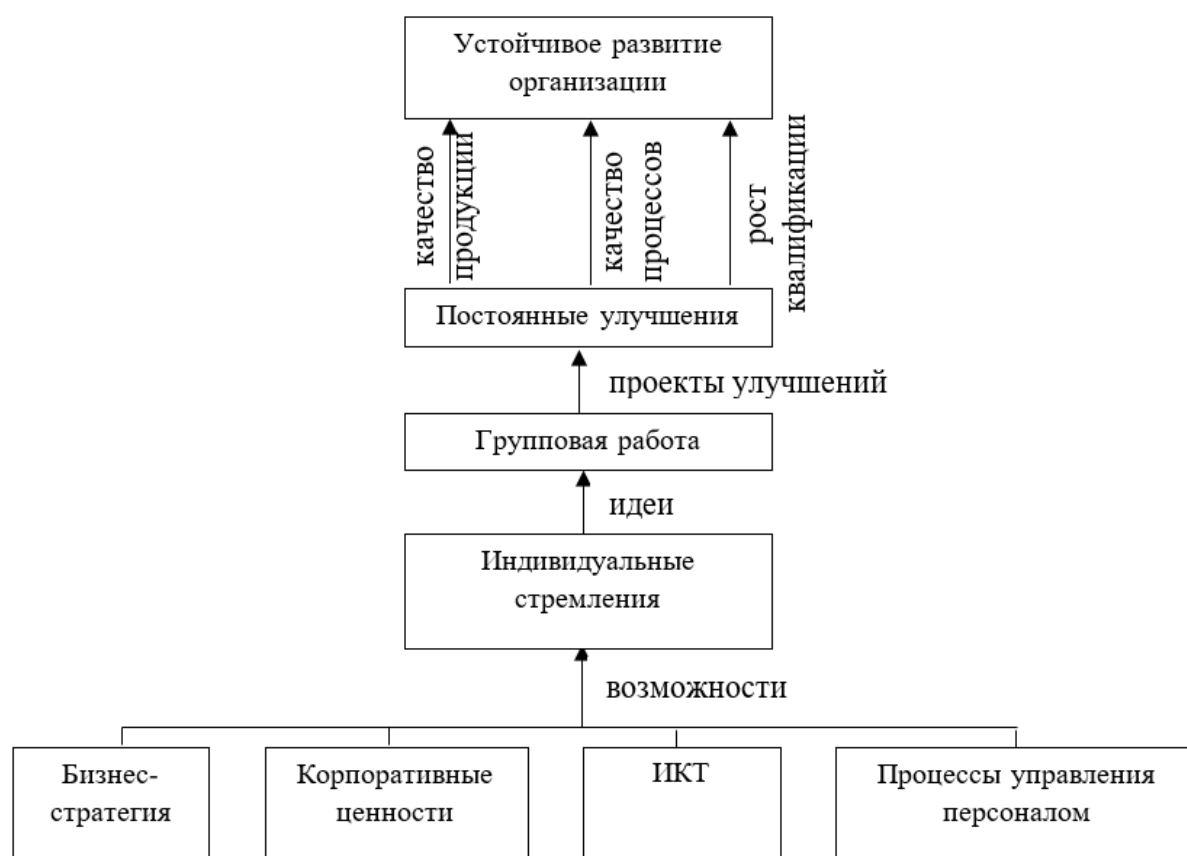 Устойчивое развитие
организации
качество
продукции
качество
процессов
рост
квалификации
Постоянные улучшения
проекты улучшений
Групповая работа
идеи
Индивидуальные
стремления
возможности
Бизнес-
стратегия
Корпоративные
ценности
ИКТ
Процессы управления
персоналом